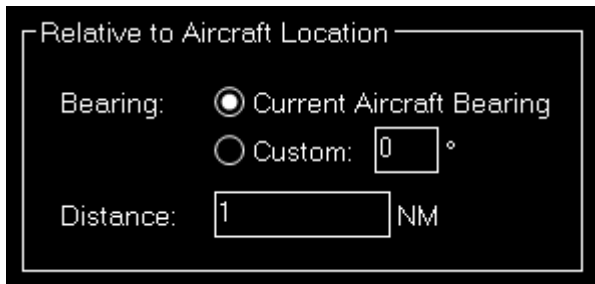 Relative to Aircraft Location
Bearing: Current Aircraft Bearing
Custom: 0 °
Distance: 1 NM